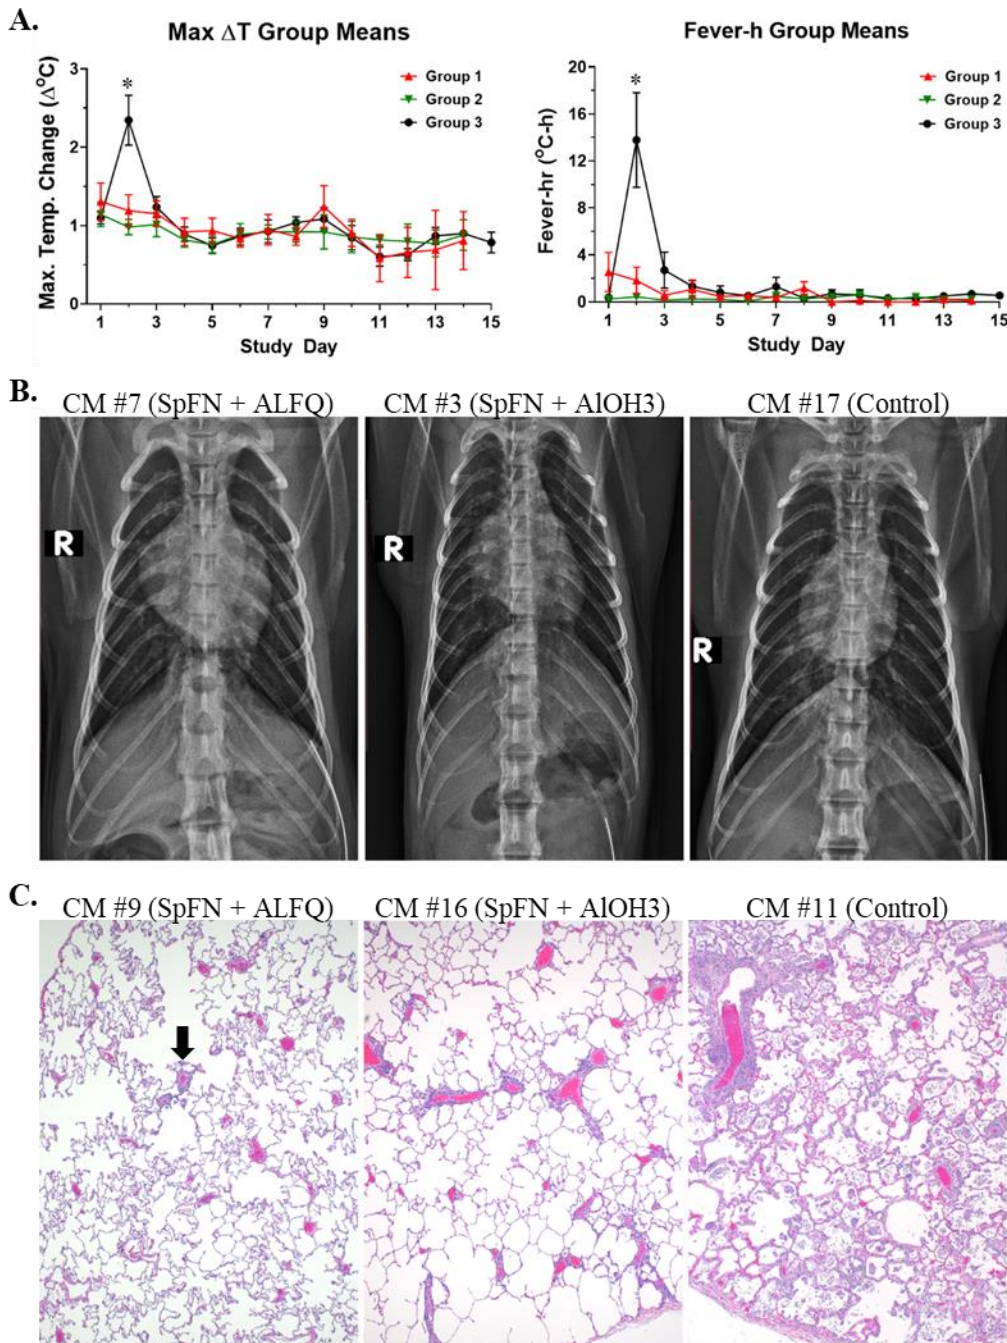 A.
Max ΔT Group Means
Fever-h Group Means
Max. Temp. Change (Δ°C)
3
2
1
0
*
Group 1
Group 2
Group 3
1 3 5 7 9 11 13 15
Study Day
Fever-hr (°C-h)
20
16
12
8
4
0
*
Group 1
Group 2
Group 3
1 3 5 7 9 11 13 15
Study Day
B.
CM #7 (SpFN + ALFQ) CM #3 (SpFN + AlOH3) CM #17 (Control)
R
R
R
C.
CM #9 (SpFN + ALFQ) CM #16 (SpFN + AlOH3) CM #11 (Control)